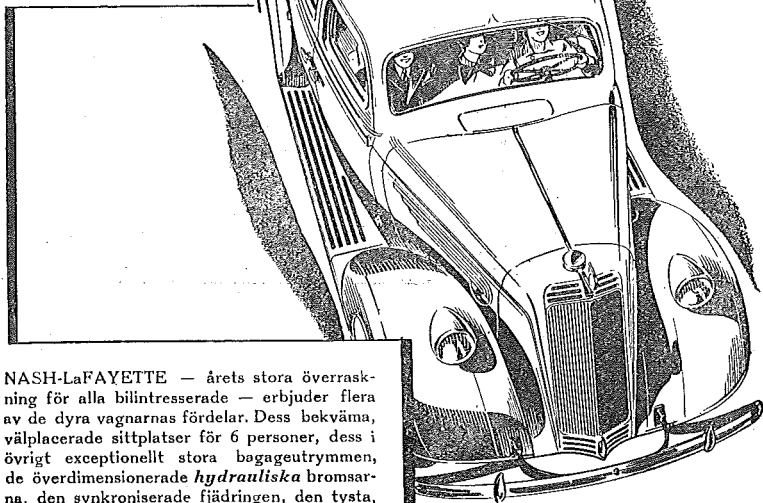 NASH-LaFAYETTE — årets stora överrask-
ning för alla bilintresserade — erbjuder flera
av de dyra vagnarnas fördelar. Dess bekväma,
välplacerade sittplatser för 6 personer, dess i
övrigt exceptionellt stora bagageutrymmen,
de överdimensionerade hydrauliska bromsar-
na, den synkroniserade fjädringen, den tysta,